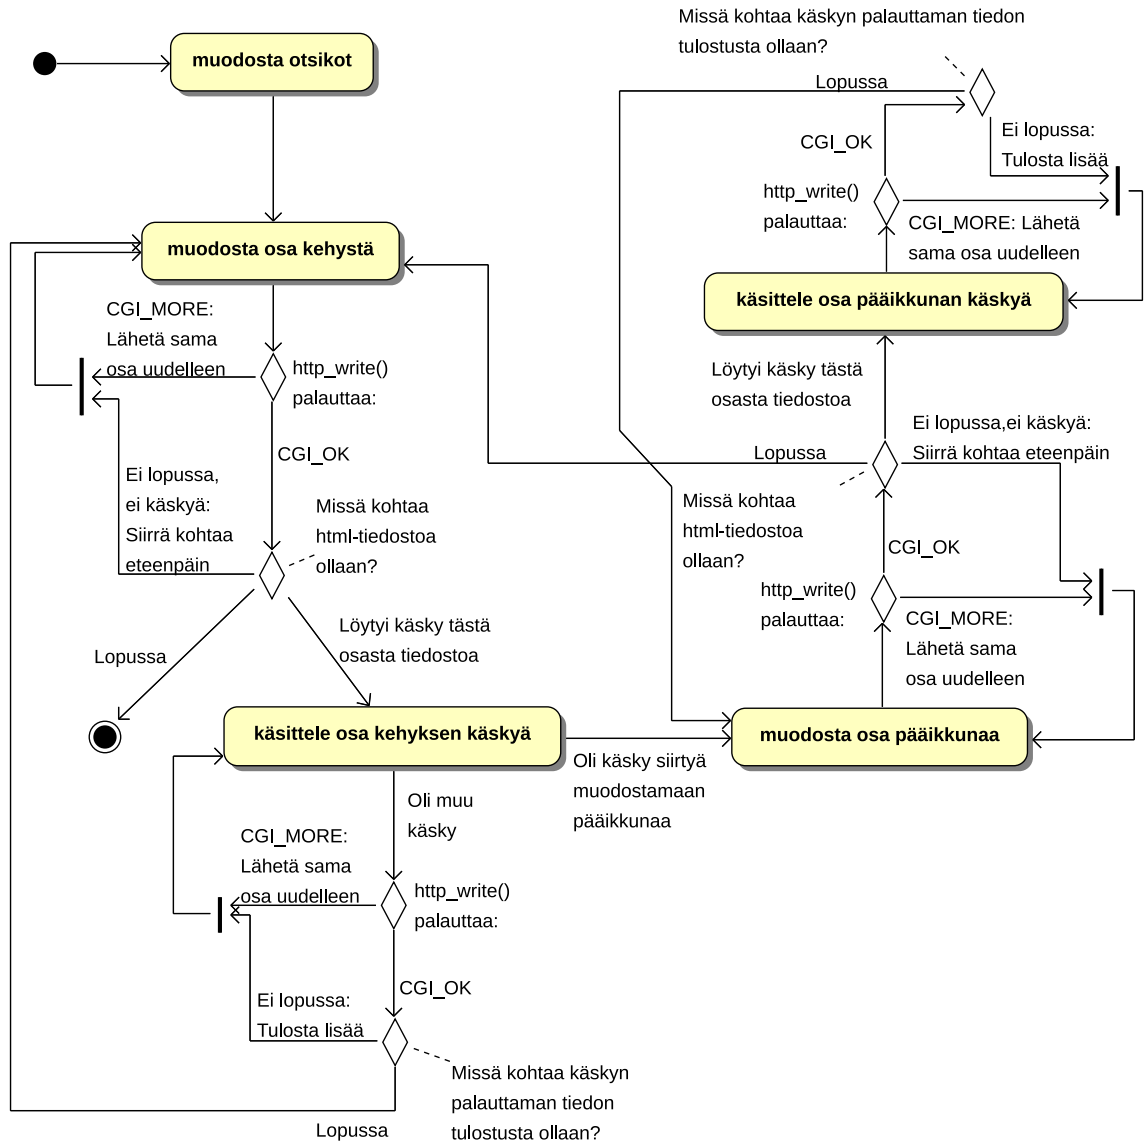 Missä kohtaa käskyn palauttaman tiedon
tulostusta ollaan?
muodosta otsikot
Lopussa
Ei lopussa:
Tulosta lisää
CGI_OK
http_write()
palauttaa:
CGI_MORE: Lähetä
sama osa uudelleen
muodosta osa kehystä
käsittele osa pääikkunan käskyä
CGI_MORE:
Lähetä sama
osa uudelleen
http_write()
palauttaa:
Löytyi käsky tästä
osasta tiedostoa
Ei lopussa,ei käskyä:
Siirrä kohtaa eteenpäin
CGI_OK
Lopussa
Ei lopussa,
ei käskyä:
Siirrä kohtaa
eteenpäin
Missä kohtaa
html-tiedostoa
ollaan?
Missä kohtaa
html-tiedostoa
ollaan?
CGI_OK
http_write()
palauttaa:
CGI_MORE:
Lähetä sama
osa uudelleen
Löytyi käsky tästä
osasta tiedostoa
Lopussa
käsittele osa kehyksen käskyä
muodosta osa pääikkunaa
Oli käsky siirtyä
muodostamaan
pääikkunaa
Oli muu
käsky
CGI_MORE:
Lähetä sama
osa uudelleen
http_write()
palauttaa:
CGI_OK
Ei lopussa:
Tulosta lisää
Missä kohtaa käskyn
palauttaman tiedon
tulostusta ollaan?
Lopussa